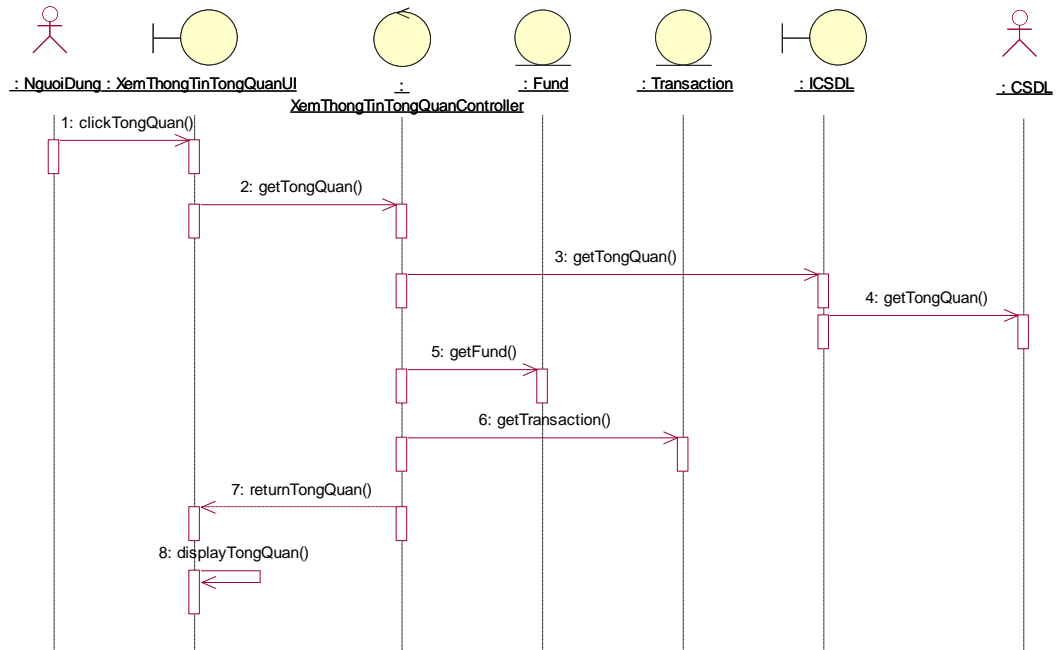 : NguoiDung : XemThongTinTongQuanUI : : Fund : Transaction : ICSDL : CSDL
XemThongTinTongQuanController
1: clickTongQuan()
2: getTongQuan()
3: getTongQuan()
4: getTongQuan()
5: getFund()
6: getTransaction()
7: returnTongQuan()
8: displayTongQuan()